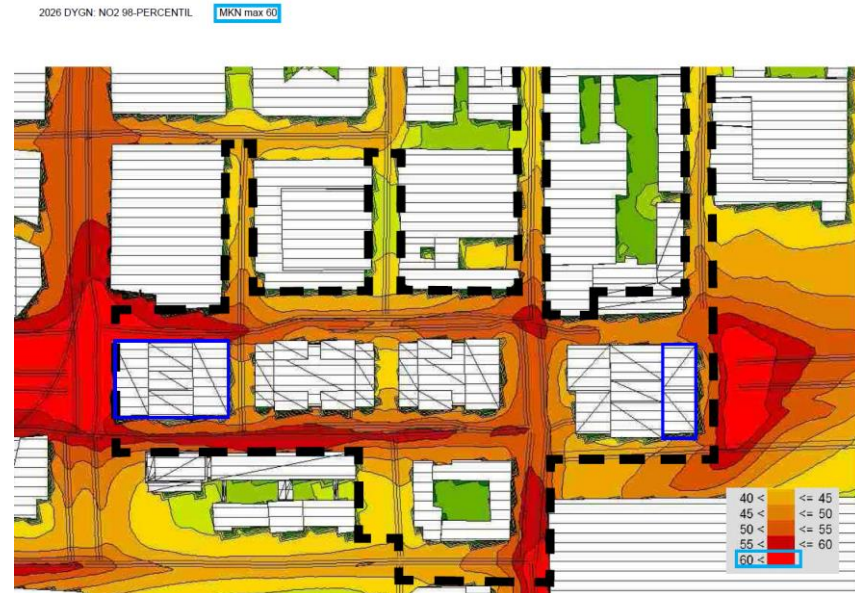 2026 DYGN: NO2 98-PERCENTIL MKN max 60
40 < <= 45
45 < <= 50
50 < <= 55
55 < <= 60
60 <